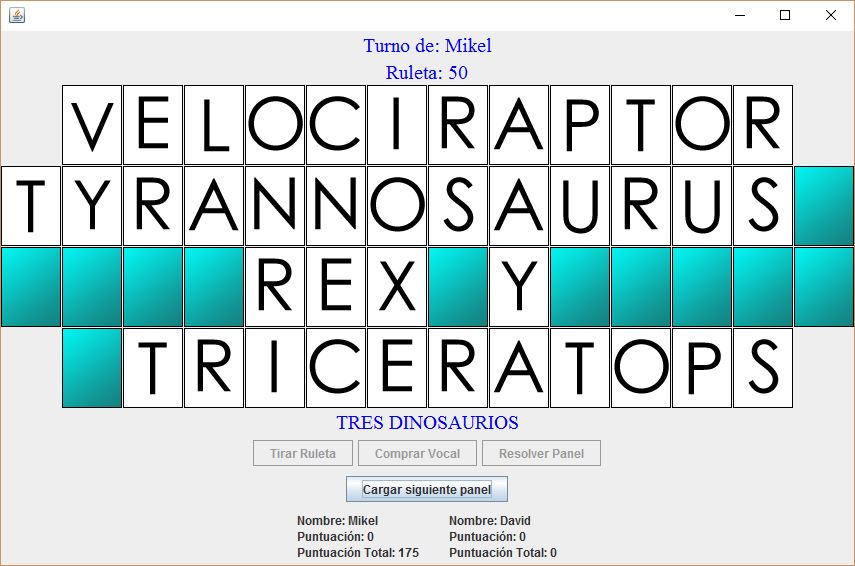 Turno de: Mikel
Ruleta: 50
VELOCIRAPTOR
TYRANNOSAURUS
REX Y
TRICERATOPS
TRES DINOSAURIOS
Tirar Ruleta Comprar Vocal Resolver Panel
Cargar siguiente panel
Nombre: Mikel Nombre: David
Puntuación: 0 Puntuación: 0
Puntuación Total: 175 Puntuación Total: 0